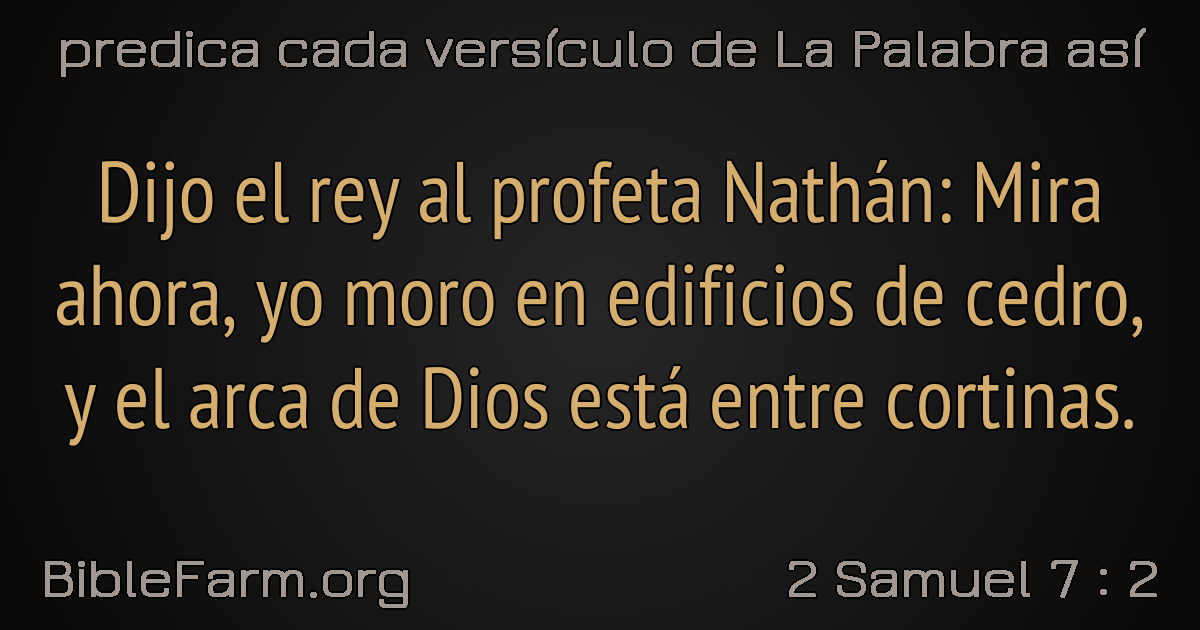 predica cada versículo de La Palabra así
Dijo el rey al profeta Nathán: Mira
ahora, yo moro en edificios de cedro,
y el arca de Dios está entre cortinas.
BibleFarm.org
2 Samuel 7 : 2